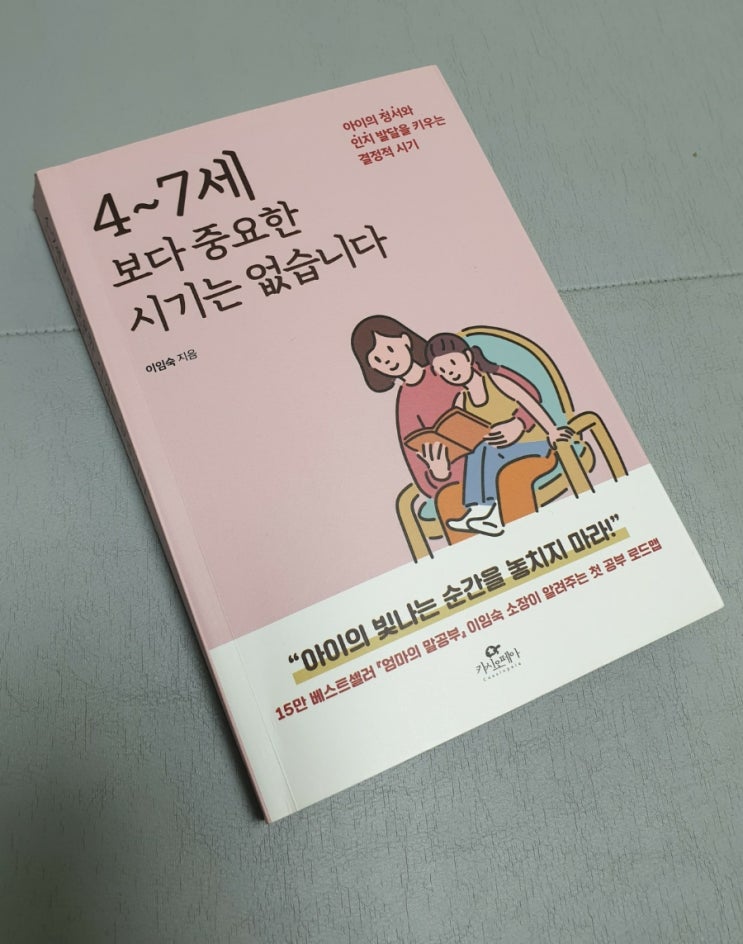 아이의 정서와
인지 발달을 키우는
결정적 시기
4~7세
보다 중요한
시기는 없습니다
이임숙 지음
“아이의 빛나는 순간을 놓치지 마라!”
15만 베스트셀러 『엄마의 말공부』 이임숙 소장이 알려주는 첫 공부 로드맵
카시오페아
Cassiopeia